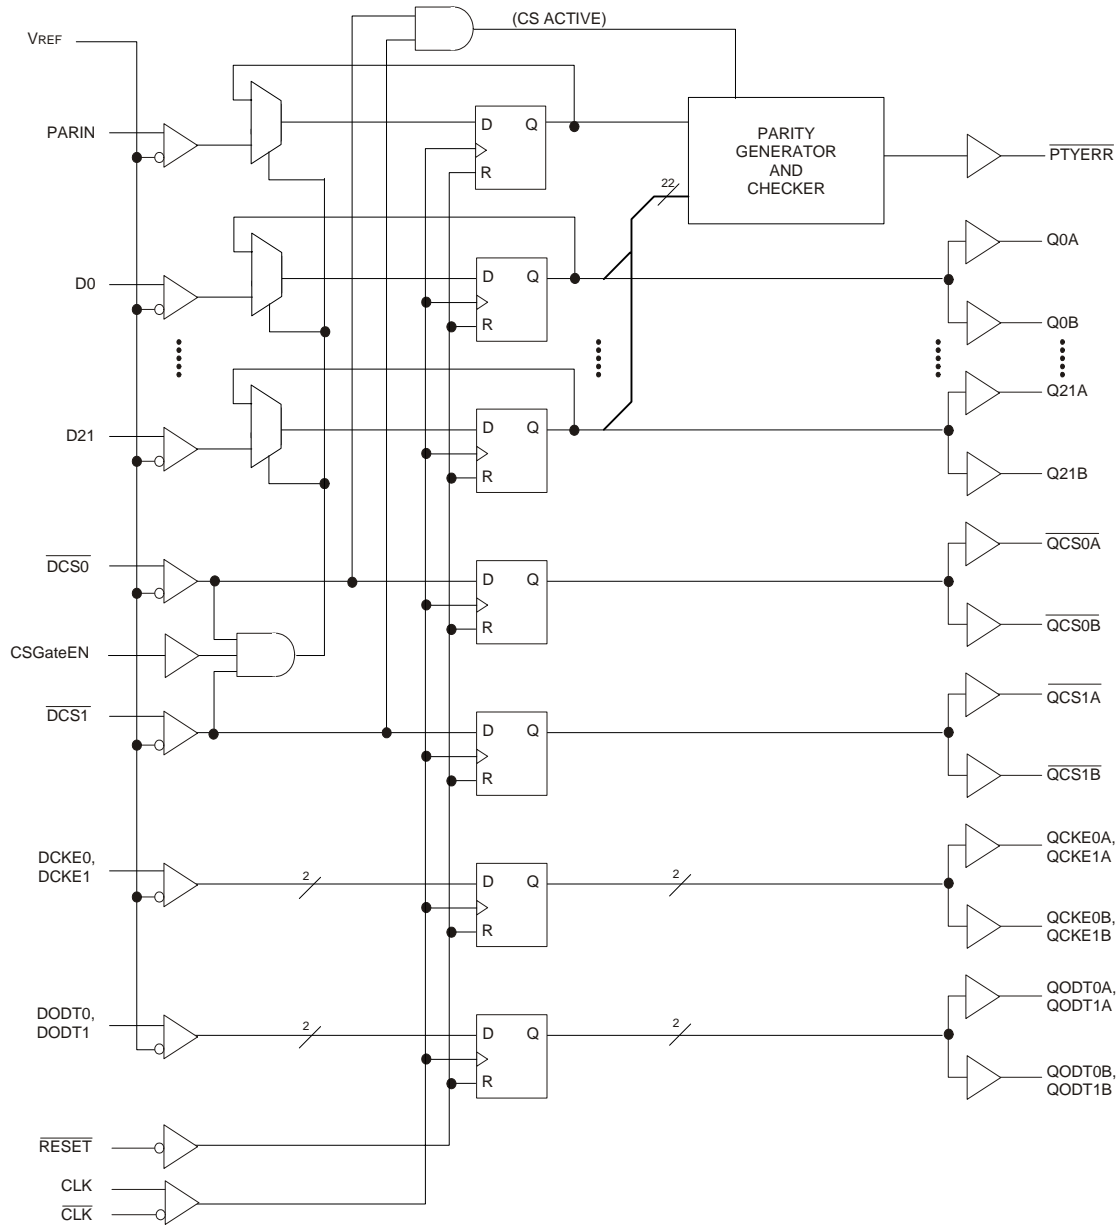 (CS ACTIVE)
VREF
PARIN
D Q
R
PARITY
GENERATOR
AND
CHECKER
PTYERR
22
D0
D Q
R
Q0A
Q0B
D21
D Q
R
Q21A
Q21B
DCS0
D Q
R
QCS0A
QCS0B
CSGateEN
DCS1
D Q
R
QCS1A
QCS1B
DCKE0,
DCKE1
2
D Q
R
2
QCKE0A,
QCKE1A
QCKE0B,
QCKE1B
DODT0,
DODT1
2
D Q
R
2
QODT0A,
QODT1A
QODT0B,
QODT1B
RESET
CLK
CLK